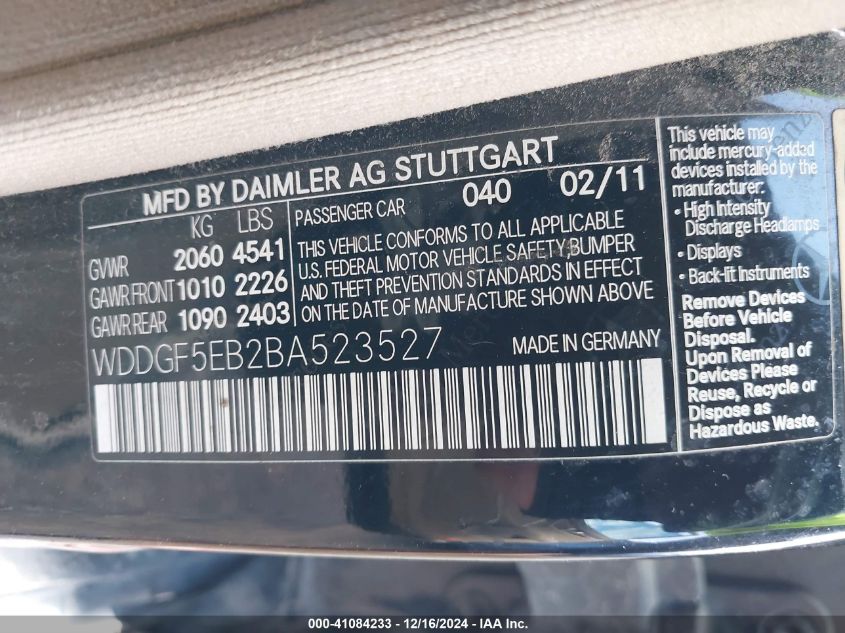 MFD BY DAIMLER AG STUTTGART
KG LBS
GVWR 2060 4541
GAWR FRONT 1010 2226
GAWR REAR 1090 2403
PASSENGER CAR 040 02/11
THIS VEHICLE CONFORMS TO ALL APPLICABLE
U.S. FEDERAL MOTOR VEHICLE SAFETY, BUMPER
AND THEFT PREVENTION STANDARDS IN EFFECT
ON THE DATE OF MANUFACTURE SHOWN ABOVE
WDDGF5EB2BA523527 MADE IN GERMANY
This vehicle may
include mercury-added
devices installed by the
manufacturer:
• High Intensity
Discharge Headlamps
• Displays
• Back-lit Instruments
Remove Devices
Before Vehicle
Disposal.
Upon Removal of
Devices Please
Reuse, Recycle or
Dispose as
Hazardous Waste.
000-41084233 - 12/16/2024 - IAA Inc.